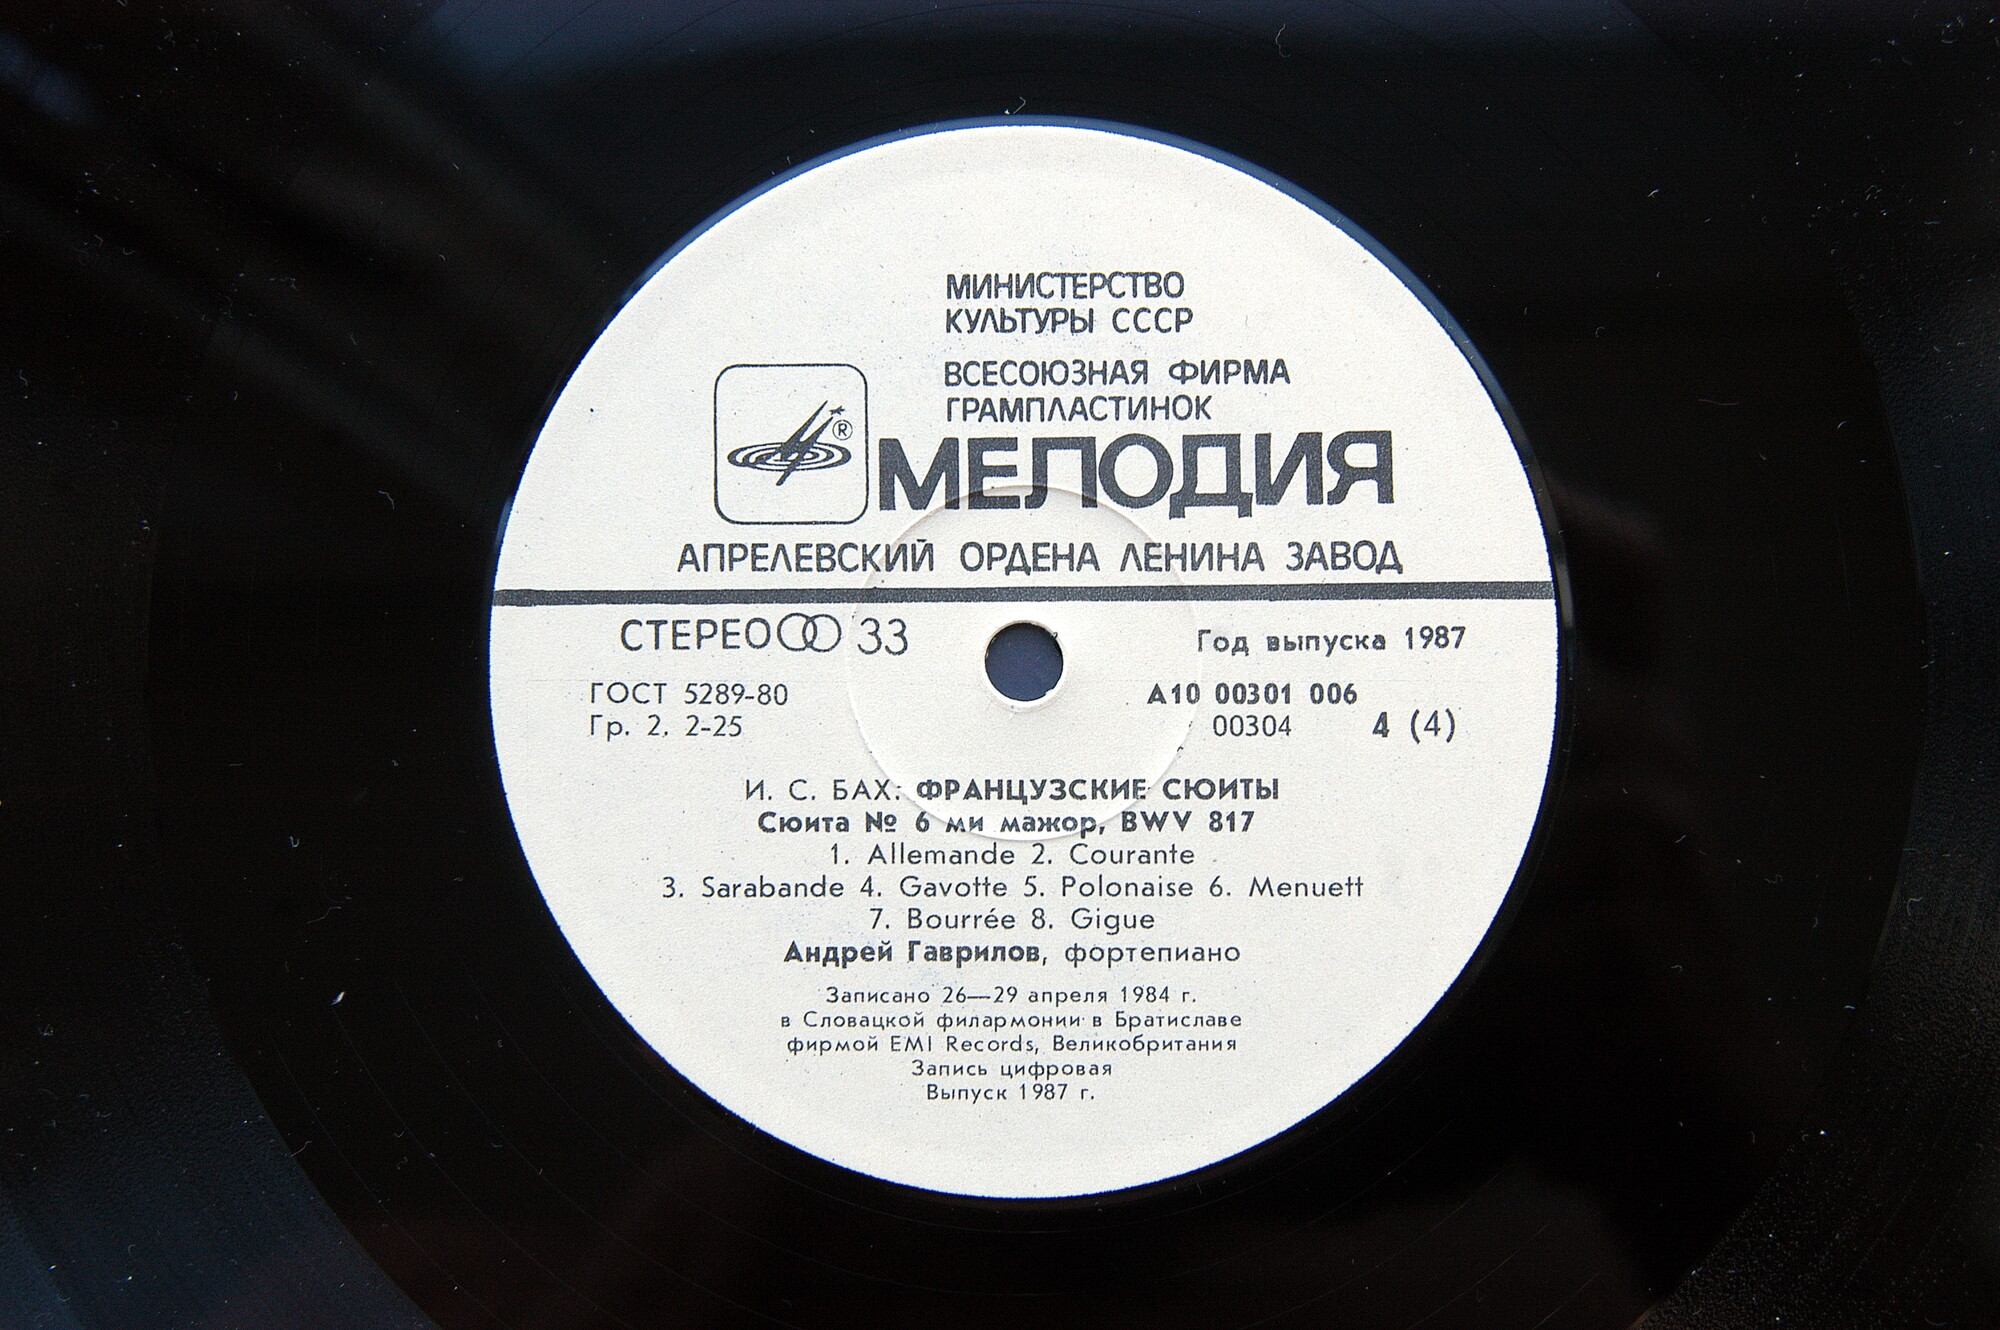 МИНИСТЕРСТВО
КУЛЬТУРЫ СССР
ВСЕСОЮЗНАЯ ФИРМА
ГРАМПЛАСТИНОК
®
МЕЛОДИЯ
АПРЕЛЕВСКИЙ ОРДЕНА ЛЕНИНА ЗАВОД
СТЕРЕО 33
Год выпуска 1987
ГОСТ 5289-80
А10 00301 006
Гр. 2, 2-25
00304 4 (4)
И. С. БАХ: ФРАНЦУЗСКИЕ СЮИТЫ
Сюита № 6 ми мажор, BWV 817
1. Allemande 2. Courante
3. Sarabande 4. Gavotte 5. Polonaise 6. Menuett
7. Bourrée 8. Gigue
Андрей Гаврилов, фортепиано
Записано 26—29 апреля 1984 г.
в Словацкой филармонии в Братиславе
фирмой EMI Records, Великобритания
Запись цифровая
Выпуск 1987 г.